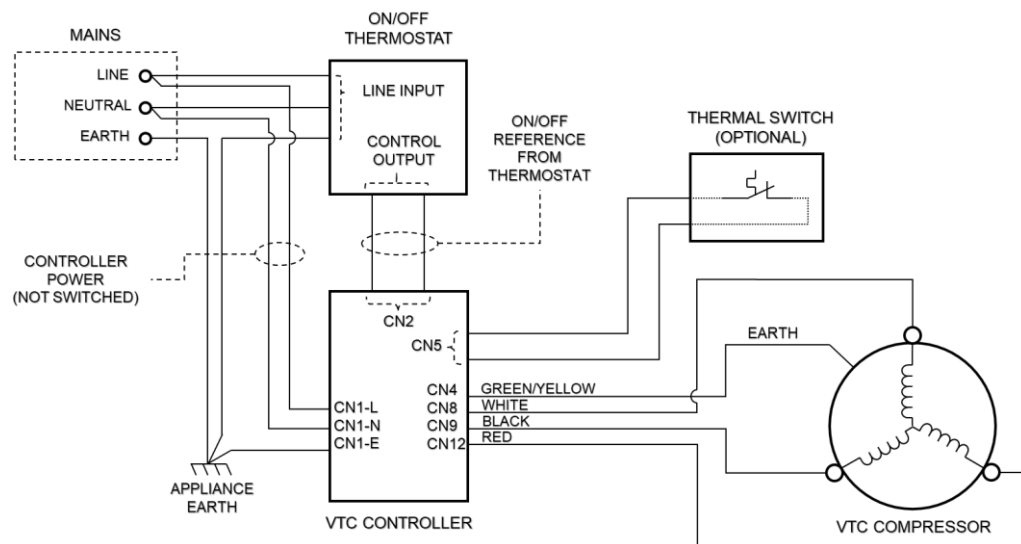 MAINS
LINE
NEUTRAL
EARTH
ON/OFF
THERMOSTAT
LINE INPUT
CONTROL
OUTPUT
ON/OFF
REFERENCE
FROM
THERMOSTAT
THERMAL SWITCH
(OPTIONAL)
CONTROLLER
POWER
(NOT SWITCHED)
CN2
CN5
EARTH
CN4
GREEN/YELLOW
CN8
WHITE
CN9
BLACK
CN12
RED
CN1-L
CN1-N
CN1-E
APPLIANCE
EARTH
VTC CONTROLLER
VTC COMPRESSOR